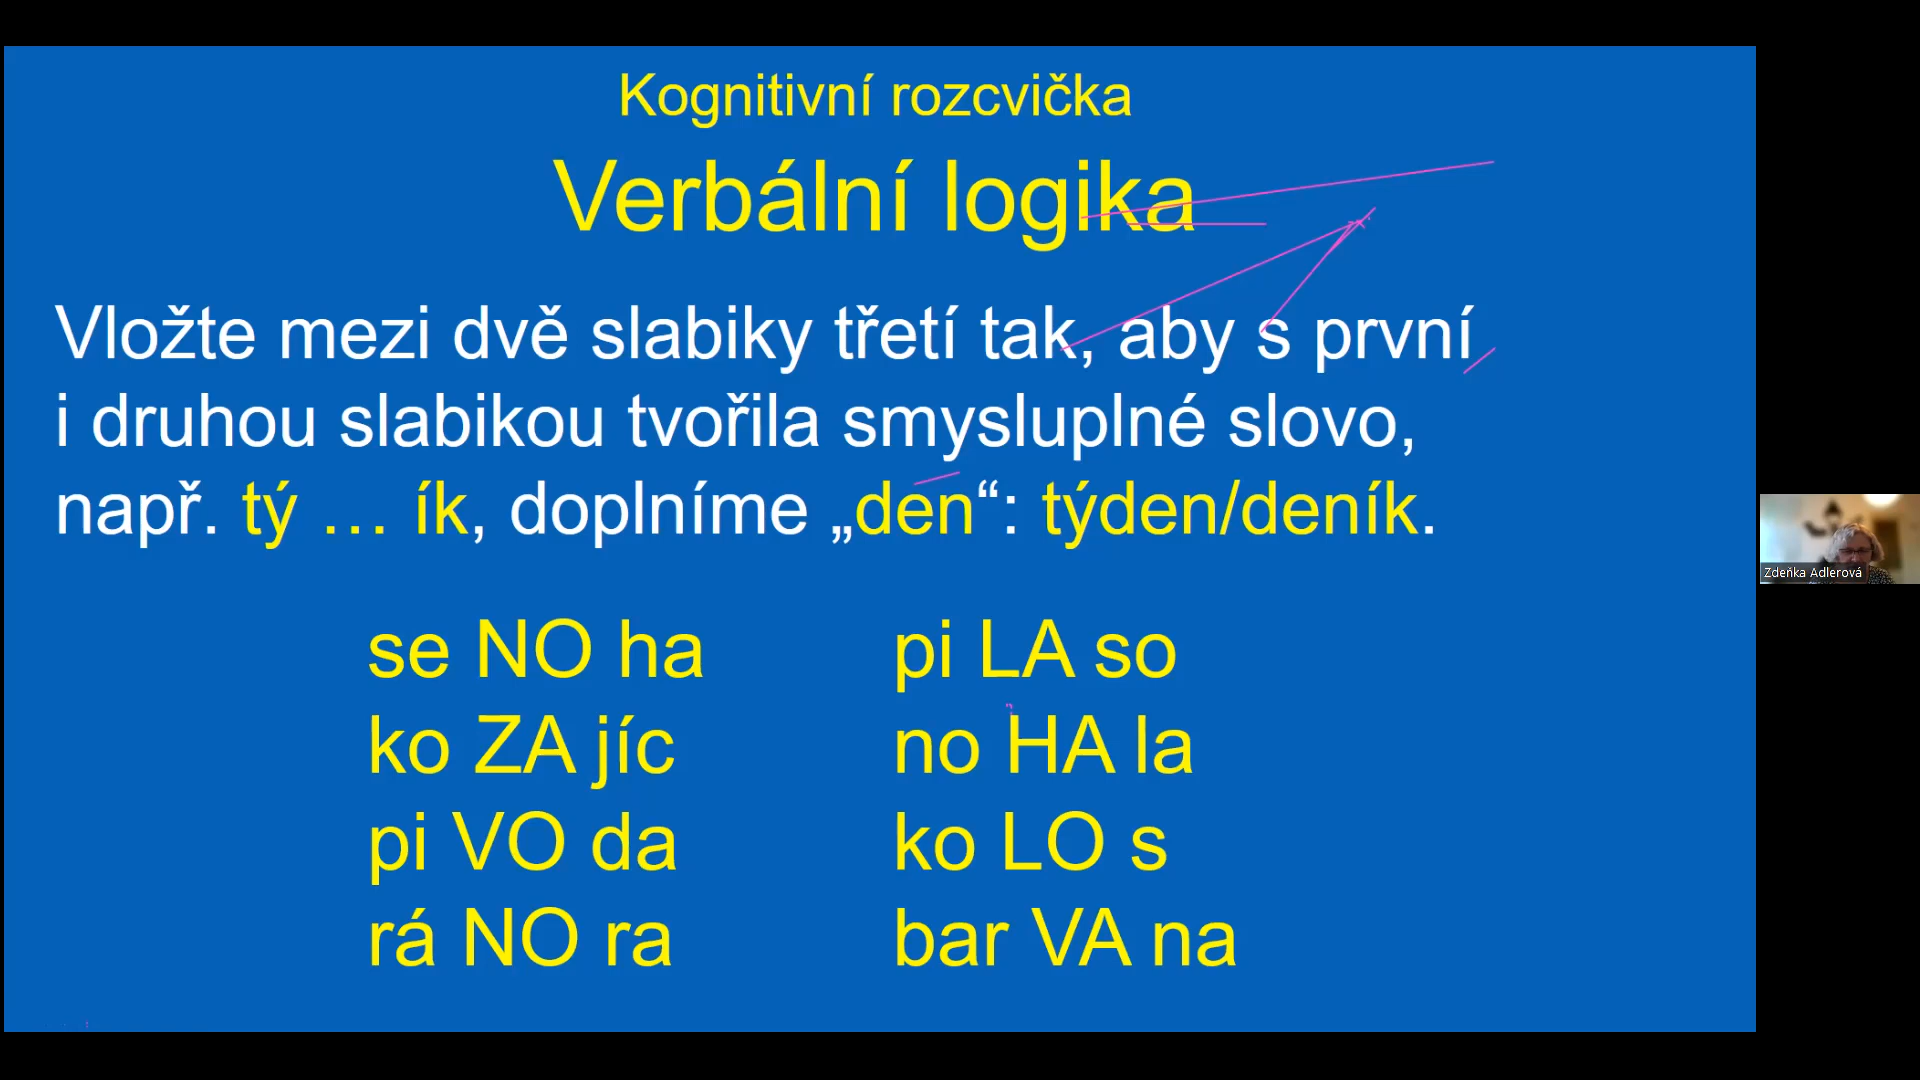 Kognitivní rozcvička
Verbální logika
Vložte mezi dvě slabiky třetí tak, aby s první
i druhou slabikou tvořila smysluplné slovo,
např. tý … ík, doplníme „den“: týden/deník.
se NO ha
ko ZA jíc
pi VO da
rá NO ra
pi LA so
no HA la
ko LO s
bar VA na
Zdeňka Adlerová